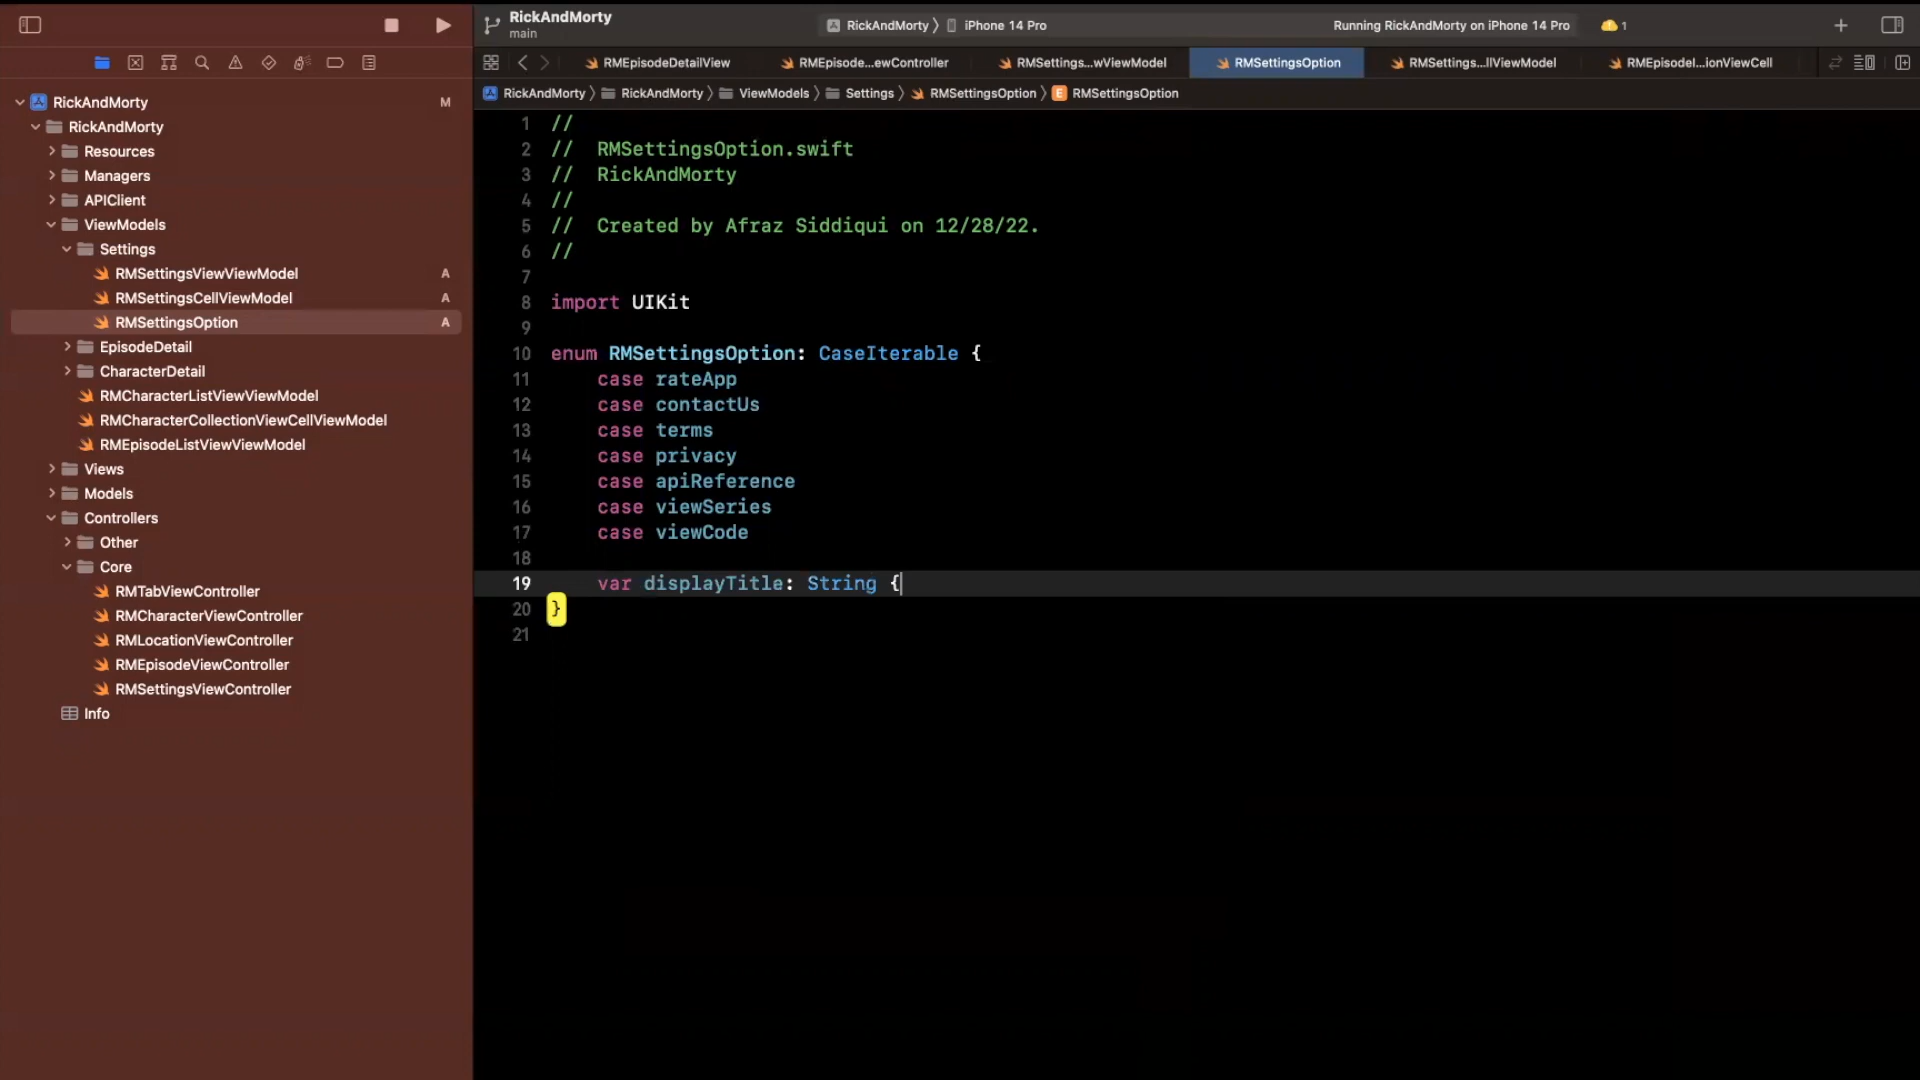 RickAndMorty
main
RickAndMorty
iPhone 14 Pro
Running RickAndMorty on iPhone 14 Pro
1
RMEpisodeDetailView
RMEpisode...ewController
RMSettings...wViewModel
RMSettingsOption
RMSettings...llViewModel
RMEpisodeI...ionViewCell
RickAndMorty
RickAndMorty
ViewModels
Settings
RMSettingsOption
E RMSettingsOption
RickAndMorty M
RickAndMorty
Resources
Managers
APIClient
ViewModels
Settings
RMSettingsViewViewModel A
RMSettingsCellViewModel A
RMSettingsOption A
EpisodeDetail
CharacterDetail
RMCharacterListViewViewModel
RMCharacterCollectionViewCellViewModel
RMEpisodeListViewViewModel
Views
Models
Controllers
Other
Core
RMTabViewController
RMCharacterViewController
RMLocationViewController
RMEpisodeViewController
RMSettingsViewController
Info
1 //
2 // RMSettingsOption.swift
3 // RickAndMorty
4 //
5 // Created by Afraz Siddiqui on 12/28/22.
6 //
7
8 import UIKit
9
10 enum RMSettingsOption: CaseIterable {
11 case rateApp
12 case contactUs
13 case terms
14 case privacy
15 case apiReference
16 case viewSeries
17 case viewCode
18
19 var displayTitle: String {
20 }
21